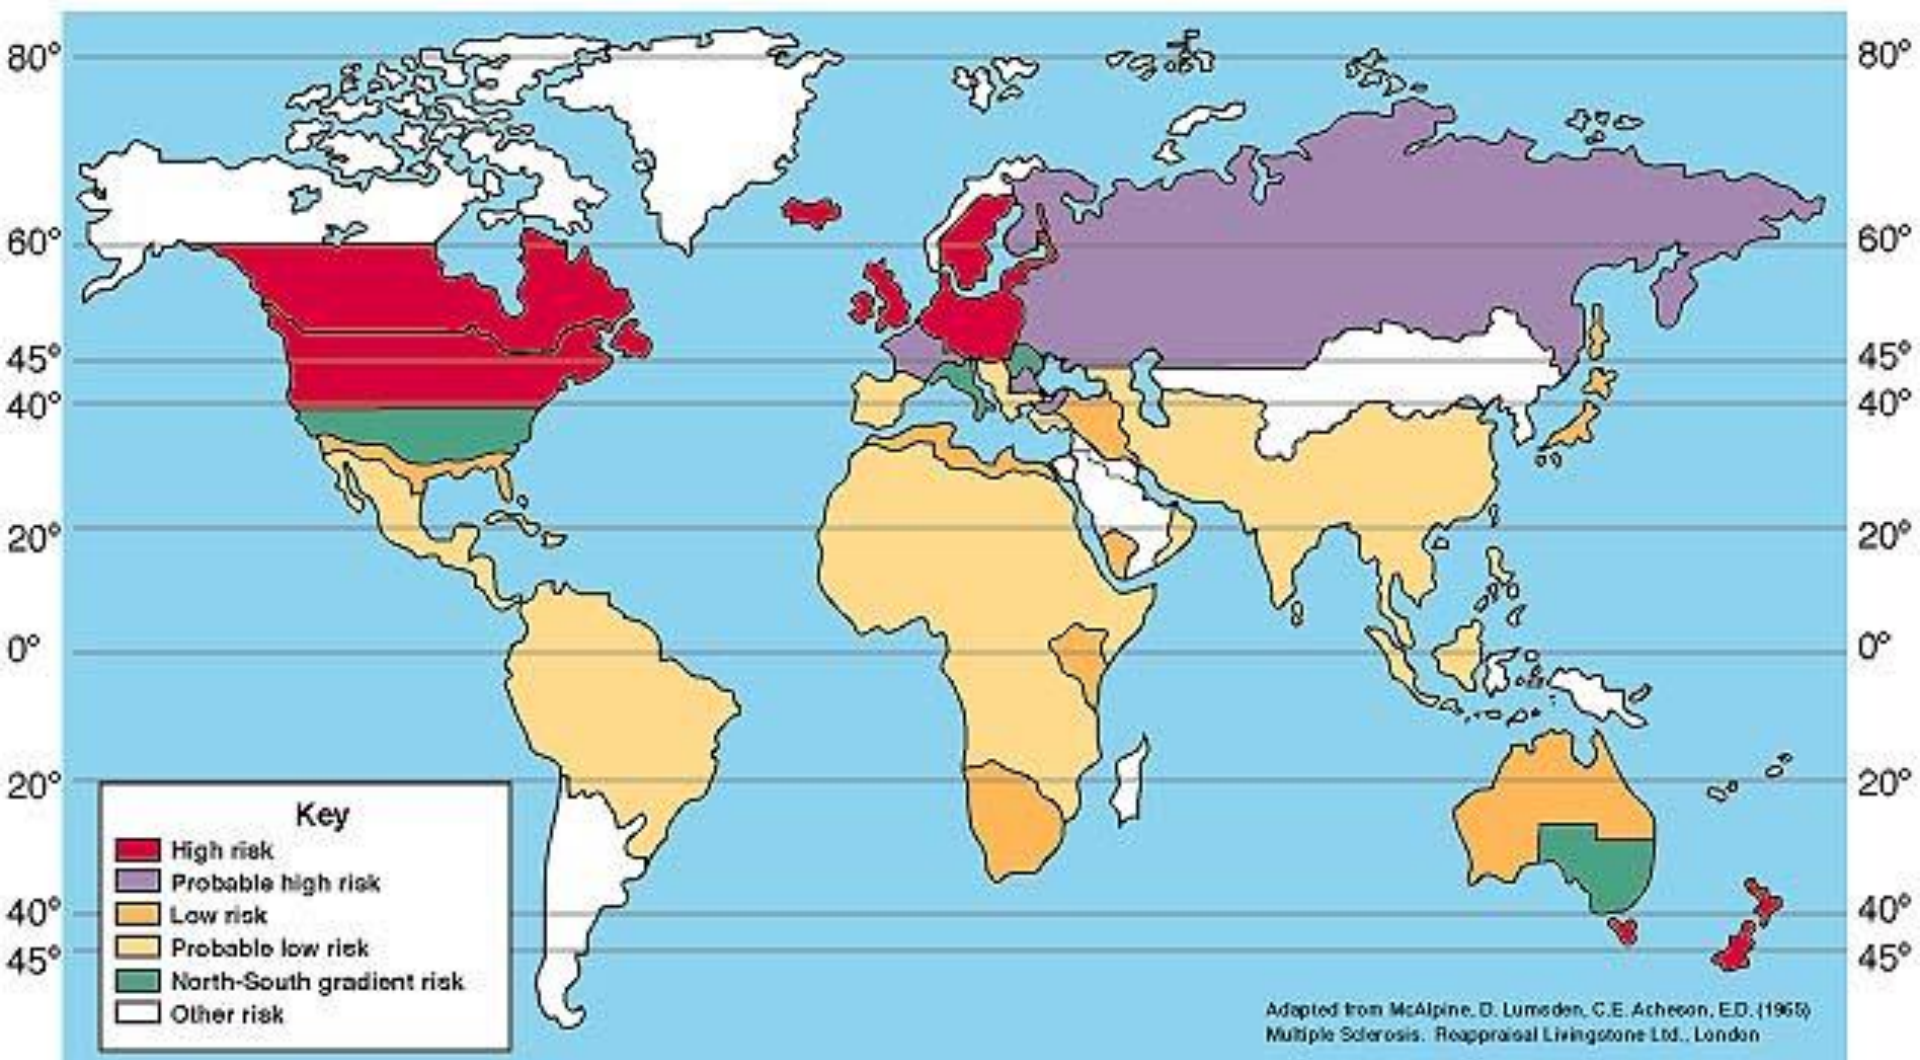 80° 80°
60° 60°
45° 45°
40° 40°
20° 20°
0° 0°
20° 20°
40° 40°
45° 45°
Key
High risk
Probable high risk
Low risk
Probable low risk
North-South gradient risk
Other risk
Adapted from McAlpine, D. Lumsden, C.E. Acheson, E.D. (1965)
Multiple Sclerosis. Reappraisal Livingstone Ltd., London